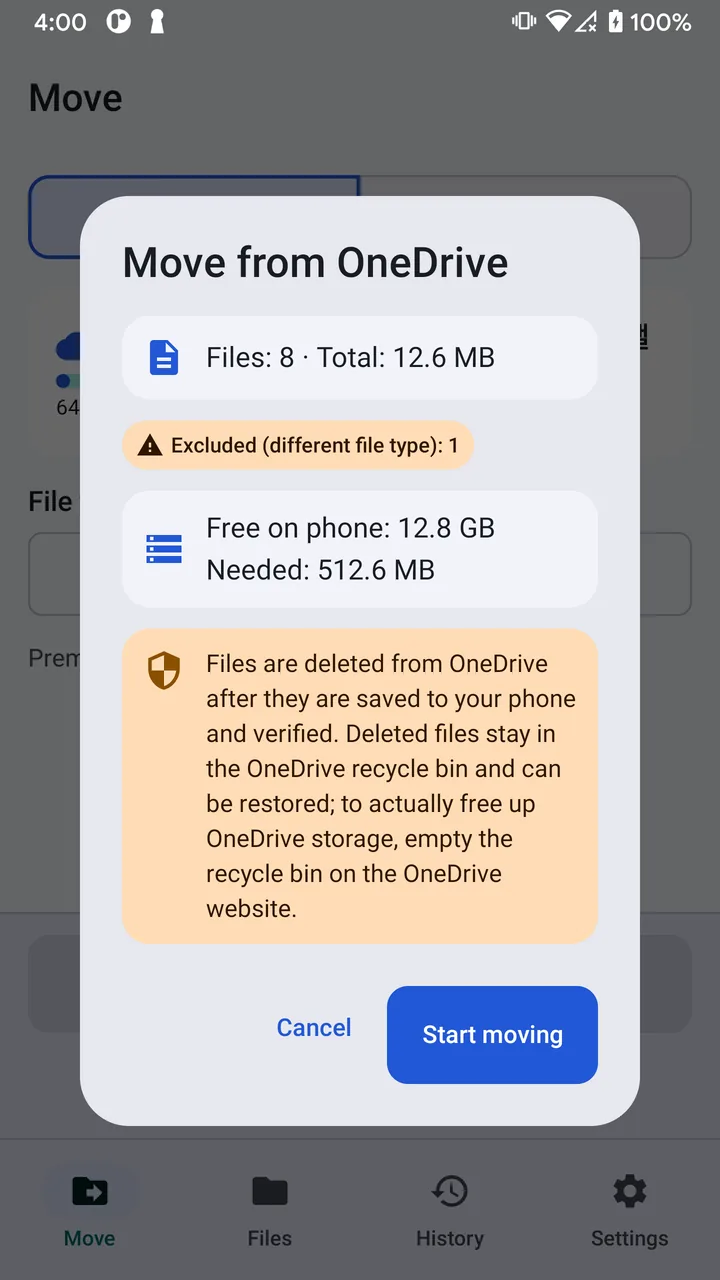 4:00
100%
Move
Move from OneDrive
Files: 8 · Total: 12.6 MB
Excluded (different file type): 1
64
File
Free on phone: 12.8 GB
Needed: 512.6 MB
Prem
Files are deleted from OneDrive
after they are saved to your phone
and verified. Deleted files stay in
the OneDrive recycle bin and can
be restored; to actually free up
OneDrive storage, empty the
recycle bin on the OneDrive
website.
Cancel
Start moving
Move
Files
History
Settings